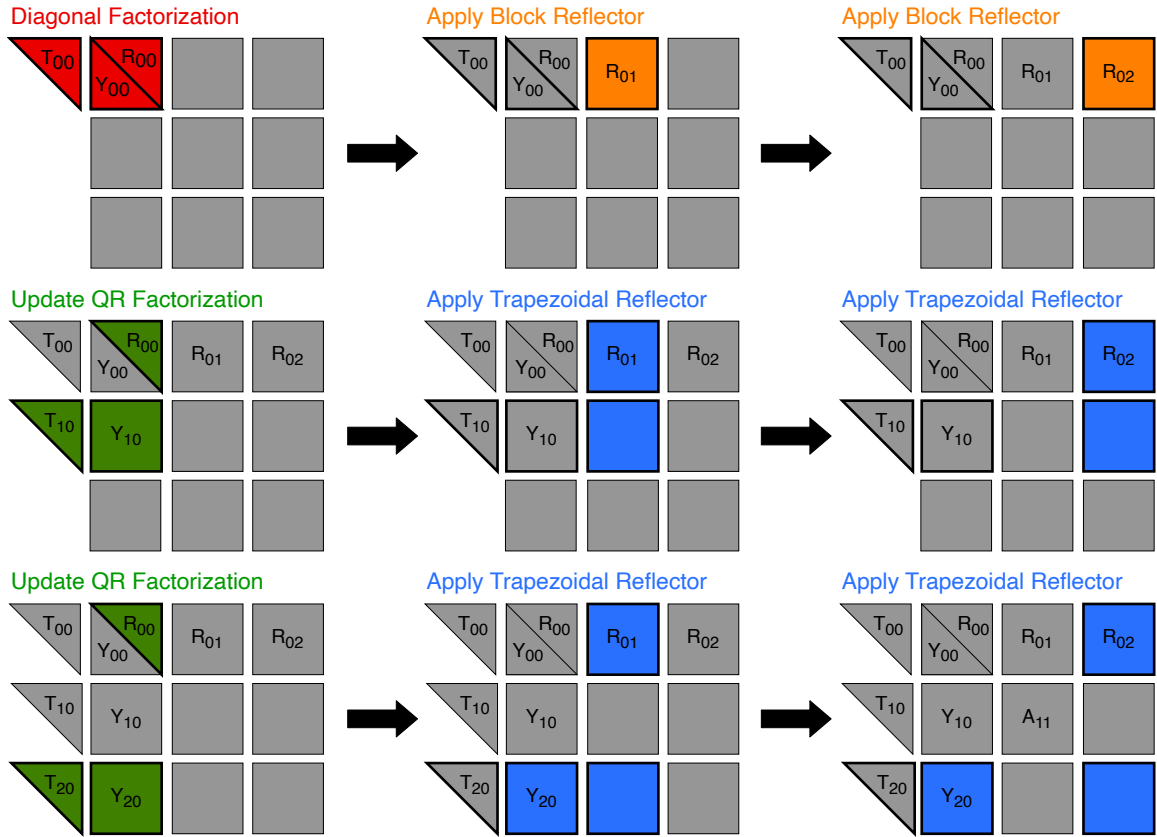 Diagonal Factorization
T00 R00
Y00
Apply Block Reflector
T00 R00 R01
Y00
Apply Block Reflector
T00 R00 R01 R02
Y00
Update QR Factorization
T00 R00 R01 R02
Y00
T10 Y10
Apply Trapezoidal Reflector
T00 R00 R01 R02
Y00
T10 Y10
Apply Trapezoidal Reflector
T00 R00 R01 R02
Y00
T10 Y10
Update QR Factorization
T00 R00 R01 R02
Y00
T10 Y10
T20 Y20
Apply Trapezoidal Reflector
T00 R00 R01 R02
Y00
T10 Y10
T20 Y20
Apply Trapezoidal Reflector
T00 R00 R01 R02
Y00
T10 Y10 A11
T20 Y20